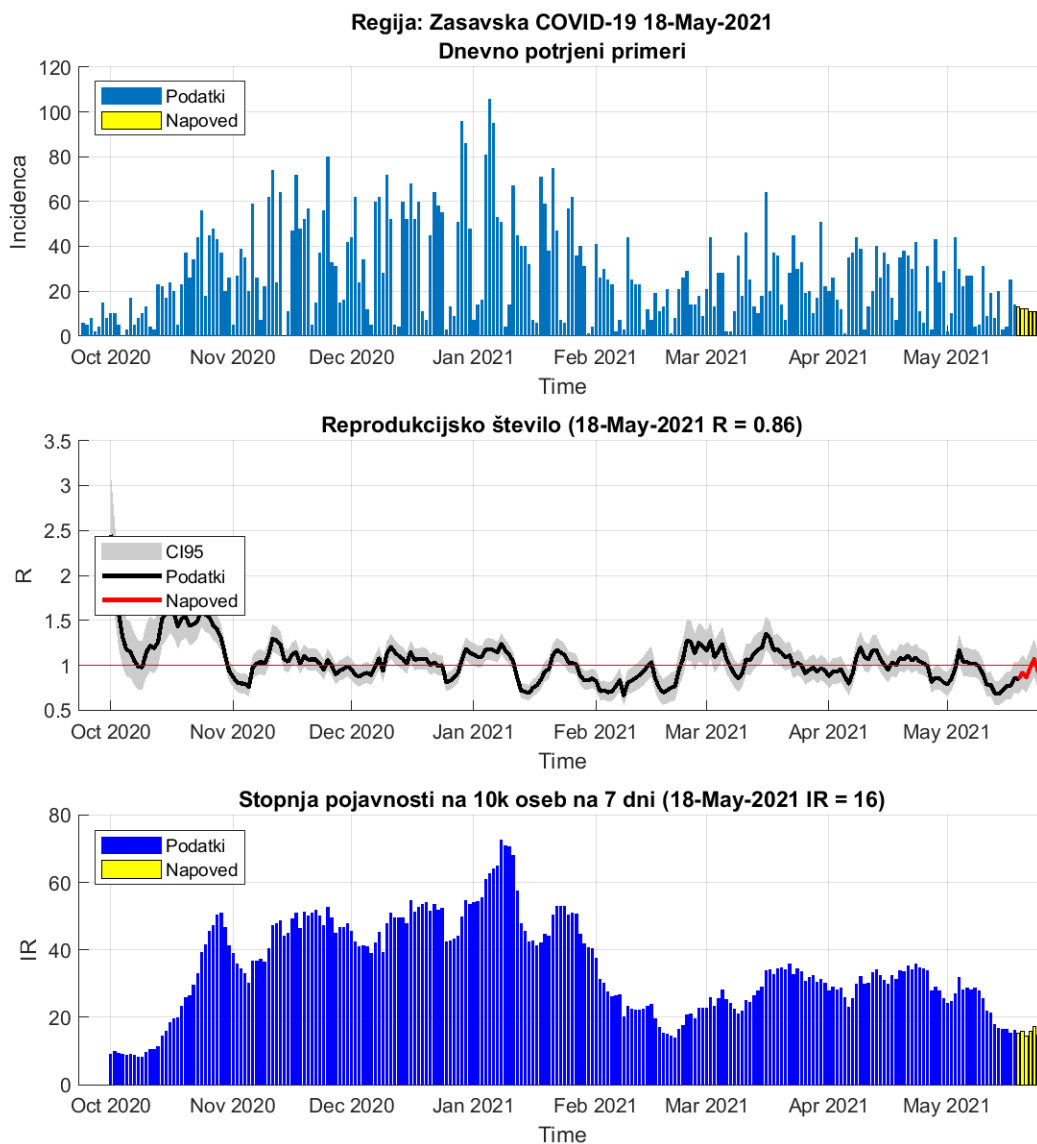 Regija: Zasavska COVID-19 18-May-2021
Dnevno potrjeni primeri
120
100
80
60
40
20
0
Incidenca
Podatki
Napoved
Oct 2020 Nov 2020 Dec 2020 Jan 2021 Feb 2021 Mar 2021 Apr 2021 May 2021
Time
Reprodukcijsko število (18-May-2021 R = 0.86)
3.5
3
2.5
2
1.5
1
0.5
R
CI95
Podatki
Napoved
Oct 2020 Nov 2020 Dec 2020 Jan 2021 Feb 2021 Mar 2021 Apr 2021 May 2021
Time
Stopnja pojavnosti na 10k oseb na 7 dni (18-May-2021 IR = 16)
80
60
40
20
0
IR
Podatki
Napoved
Oct 2020 Nov 2020 Dec 2020 Jan 2021 Feb 2021 Mar 2021 Apr 2021 May 2021
Time